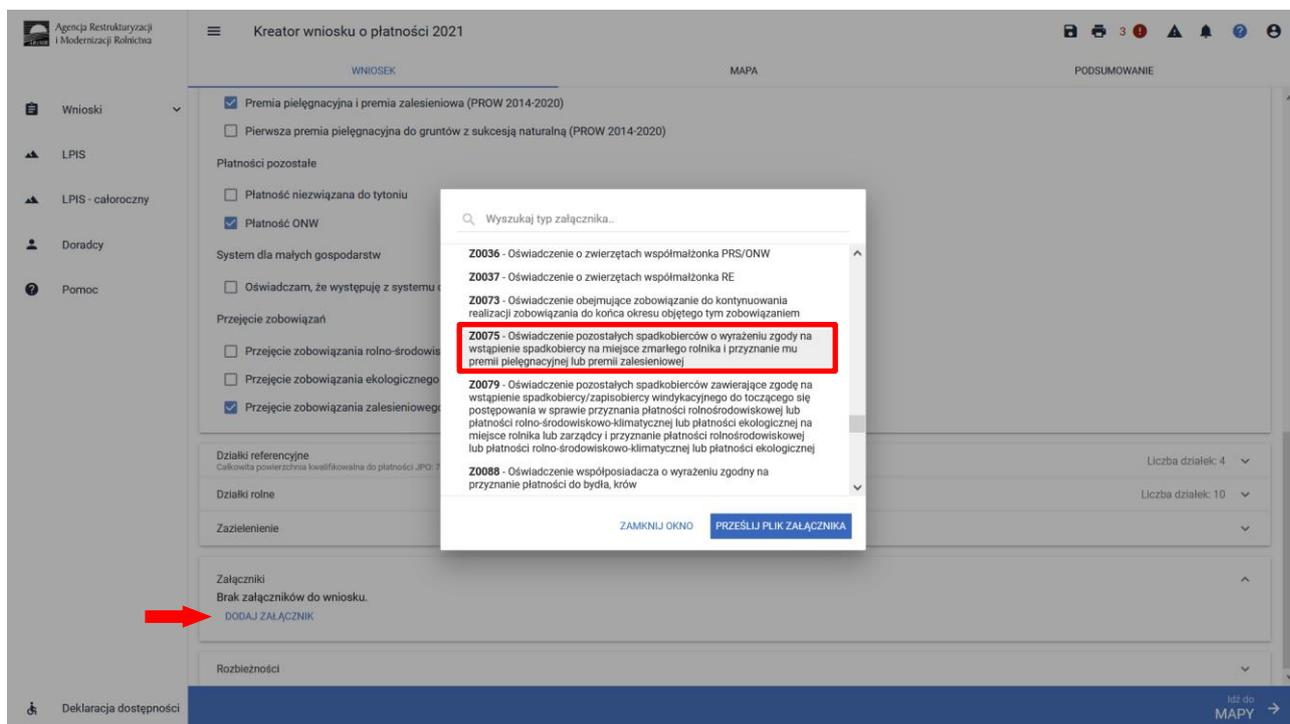 Agencja Restrukturyzacji
i Modernizacji Rolnictwa
Kreator wniosku o płatności 2021
3
WNIOSEK
MAPA
PODSUMOWANIE
Wnioski
LPIS
LPIS - całoroczny
Doradcy
Pomoc
Premia pielęgnacyjna i premia zalesieniowa (PROW 2014-2020)
Pierwsza premia pielęgnacyjna do gruntów z sukcesją naturalną (PROW 2014-2020)
Płatności pozostałe
Płatność niezwiązana do tytoniu
Płatność ONW
System dla małych gospodarstw
Oświadczam, że występuję z systemu
Przejęcie zobowiązań
Przejęcie zobowiązania rolno-środowis
Przejęcie zobowiązania ekologicznego
Przejęcie zobowiązania zalesieniowego
Wyszukaj typ załącznika..
Z0036 - Oświadczenie o zwierzętach współmałżonka PRS/ONW
Z0037 - Oświadczenie o zwierzętach współmałżonka RE
Z0073 - Oświadczenie obejmujące zobowiązanie do kontynuowania
realizacji zobowiązania do końca okresu objętego tym zobowiązaniem
Z0075 - Oświadczenie pozostałych spadkobierców o wyrażeniu zgody na
wstąpienie spadkobiercy na miejsce zmarłego rolnika i przyznanie mu
premii pielęgnacyjnej lub premii zalesieniowej
Z0079 - Oświadczenie pozostałych spadkobierców zawierające zgodę na
wstąpienie spadkobiercy/zapisobiercy windykacyjnego do toczącego się
postępowania w sprawie przyznania płatności rolnośrodowiskowej lub
płatności rolno-środowiskowo-klimatycznej lub płatności ekologicznej na
miejsce rolnika lub zarządcy i przyznanie płatności rolnośrodowiskowej
lub płatności rolno-środowiskowo-klimatycznej lub płatności ekologicznej
Z0088 - Oświadczenie współposiadacza o wyrażeniu zgodny na
przyznanie płatności do bydła, krów
ZAMKNIJ OKNO
PRZEŚLIJ PLIK ZAŁĄCZNIKA
Działki referencyjne
Całkowita powierzchnia kwalifikowalna do płatności JPO: 7
Liczba działek: 4
Działki rolne
Liczba działek: 10
Zazielenienie
Załączniki
Brak załączników do wniosku.
DODAJ ZAŁĄCZNIK
Rozbieżności
Deklaracja dostępności
Idź do
MAPY